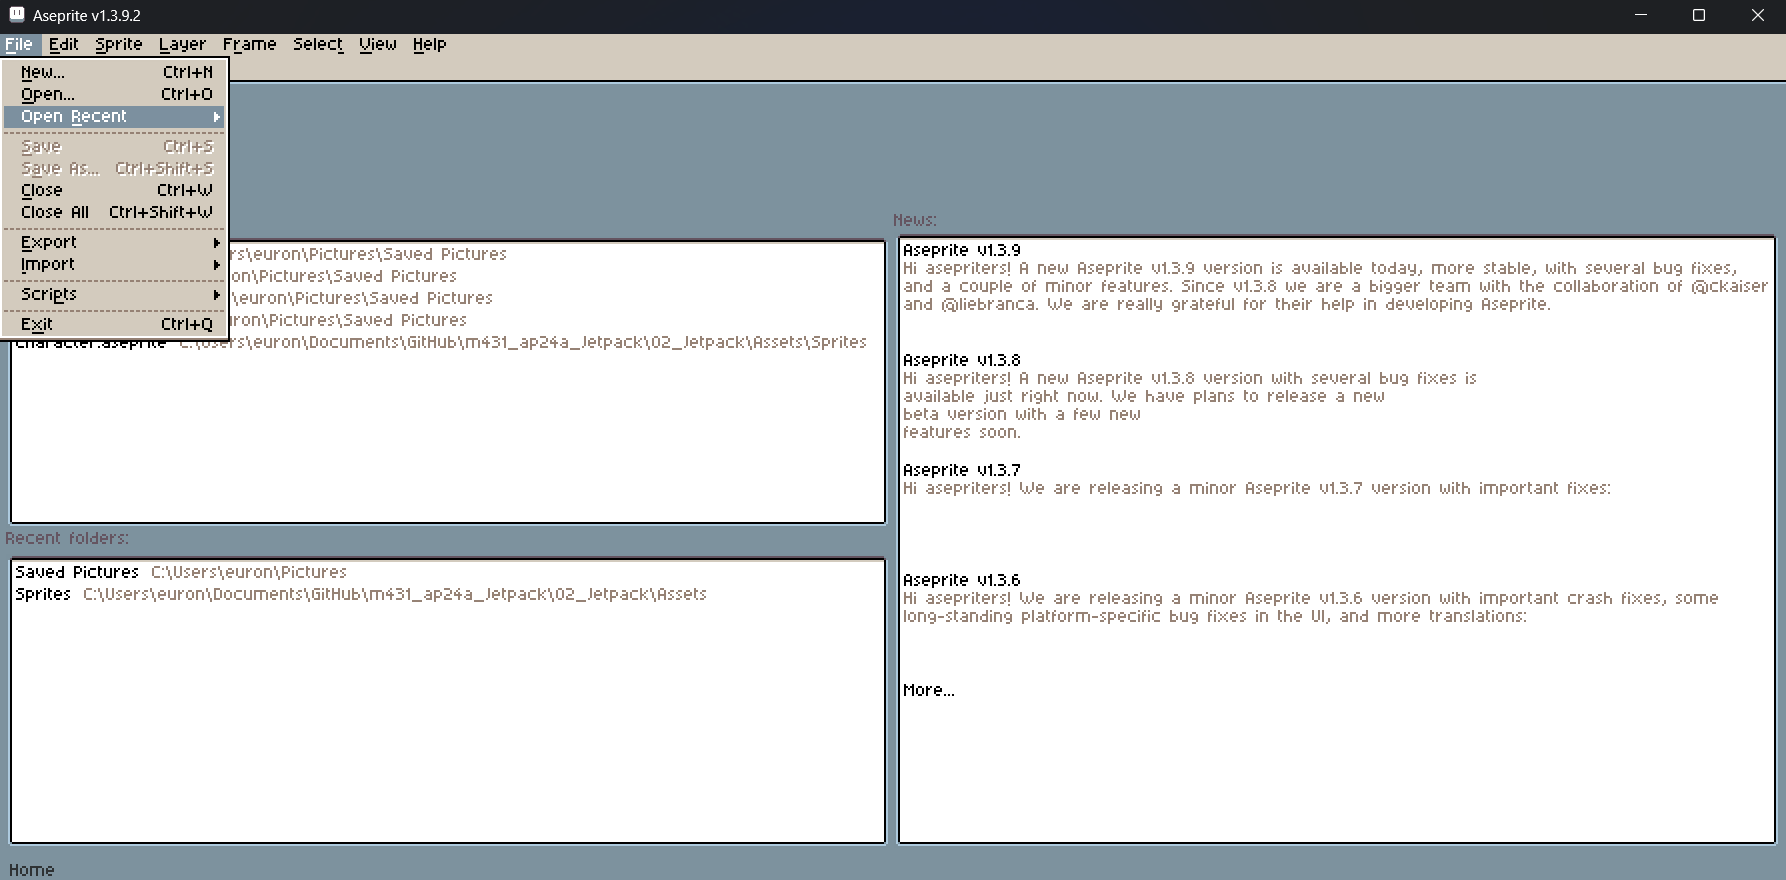 Aseprite v1.3.9.2
File Edit Sprite Layer Frame Select View Help
New... Ctrl+N
Open... Ctrl+O
Open Recent
Save Ctrl+S
Save As... Ctrl+Shift+S
Close Ctrl+W
Close All Ctrl+Shift+W
Export
Import
Scripts
Exit Ctrl+Q
rs\euron\Pictures\Saved Pictures
on\Pictures\Saved Pictures
\euron\Pictures\Saved Pictures
uron\Pictures\Saved Pictures
character.aseprite C:\Users\euron\Documents\GitHub\m431_ap24a_Jetpack\02_Jetpack\Assets\Sprites
Recent folders:
Saved Pictures C:\Users\euron\Pictures
Sprites C:\Users\euron\Documents\GitHub\m431_ap24a_Jetpack\02_Jetpack\Assets
News:
Aseprite v1.3.9
Hi asepriters! A new Aseprite v1.3.9 version is available today, more stable, with several bug fixes,
and a couple of minor features. Since v1.3.8 we are a bigger team with the collaboration of @ckaiser
and @liebranca. We are really grateful for their help in developing Aseprite.
Aseprite v1.3.8
Hi asepriters! A new Aseprite v1.3.8 version with several bug fixes is
available just right now. We have plans to release a new
beta version with a few new
features soon.
Aseprite v1.3.7
Hi asepriters! We are releasing a minor Aseprite v1.3.7 version with important fixes:
Aseprite v1.3.6
Hi asepriters! We are releasing a minor Aseprite v1.3.6 version with important crash fixes, some
long-standing platform-specific bug fixes in the UI, and more translations:
More...
Home